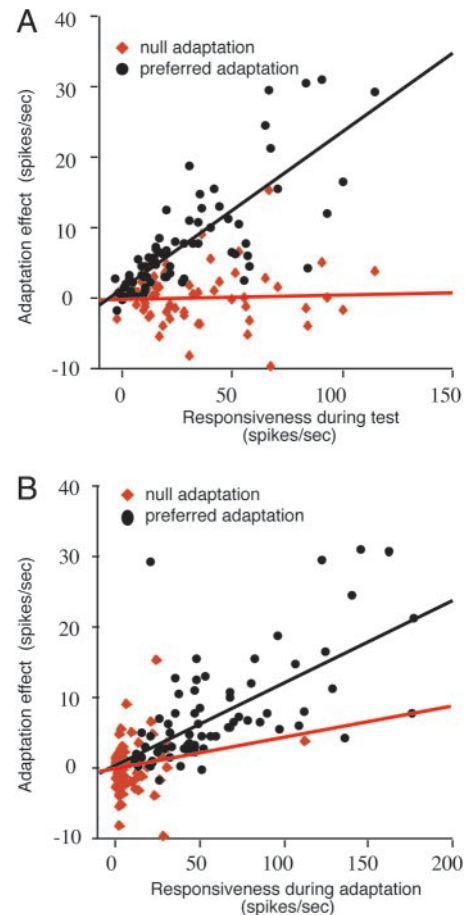 A
null adaptation
preferred adaptation
Adaptation effect (spikes/sec)
40
30
20
10
0
-10
0
50
100
150
Responsiveness during test
(spikes/sec)
B
null adaptation
preferred adaptation
Adaptation effect (spikes/sec)
40
30
20
10
0
-10
0
50
100
150
200
Responsiveness during adaptation
(spikes/sec)